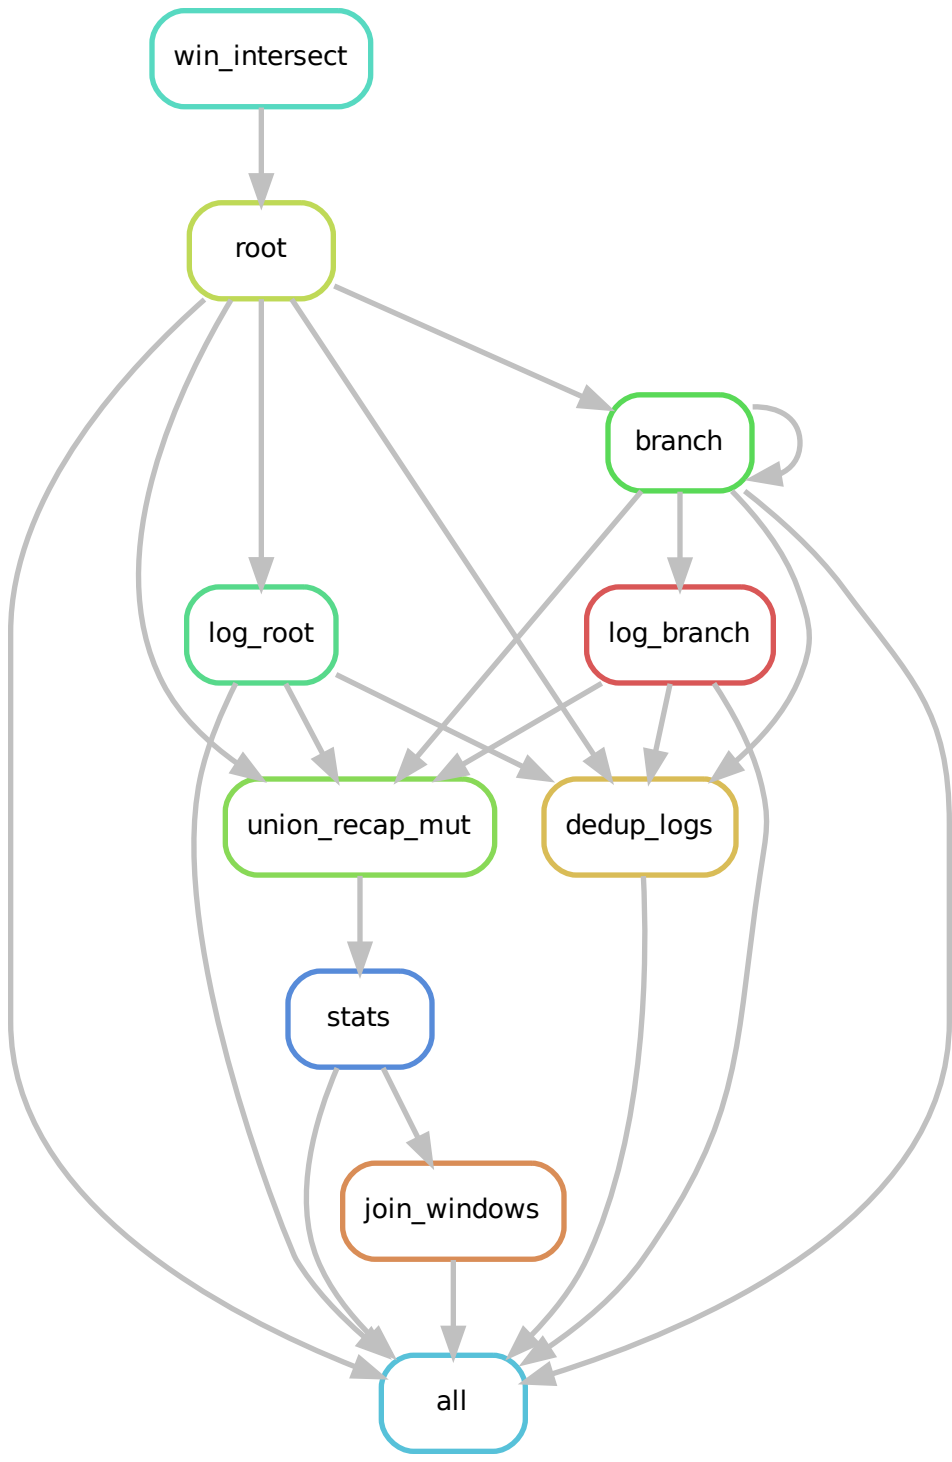 win_intersect
root
branch
log_root
log_branch
union_recap_mut
dedup_logs
stats
join_windows
all